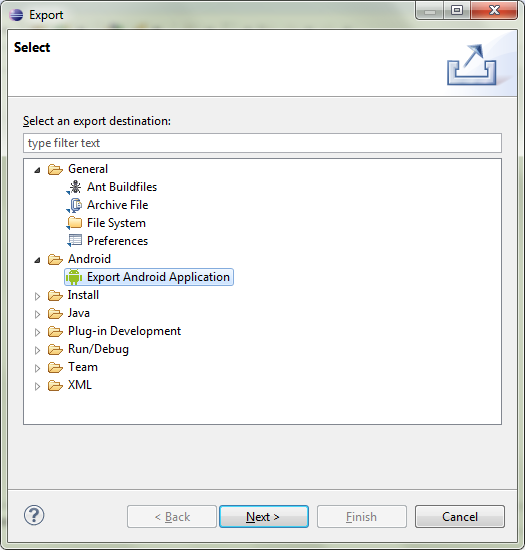 Export
Select
Select an export destination:
type filter text
General
Ant Buildfiles
Archive File
File System
Preferences
Android
Export Android Application
Install
Java
Plug-in Development
Run/Debug
Team
XML
< Back
Next >
Finish
Cancel